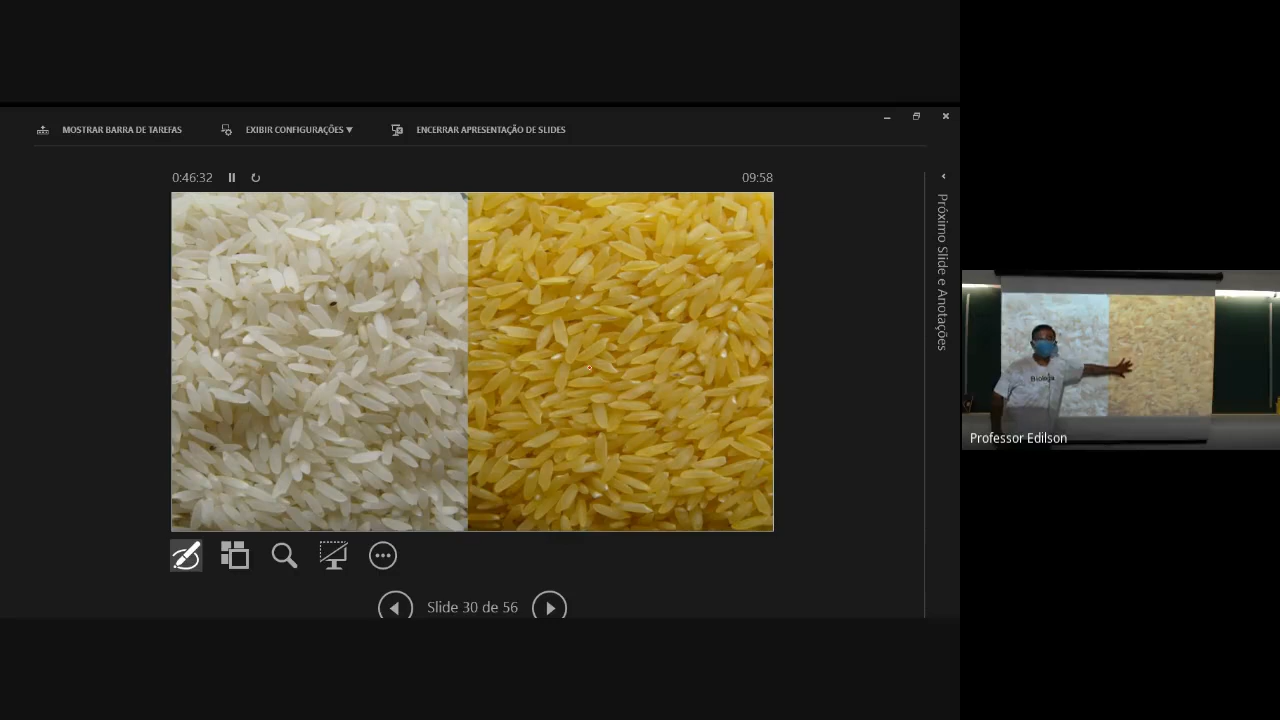 MOSTRAR BARRA DE TAREFAS
EXIBIR CONFIGURAÇÕES ▼
ENCERRAR APRESENTAÇÃO DE SLIDES
0:46:32
09:58
Próximo Slide e Anotações
Slide 30 de 56
Professor Edilson